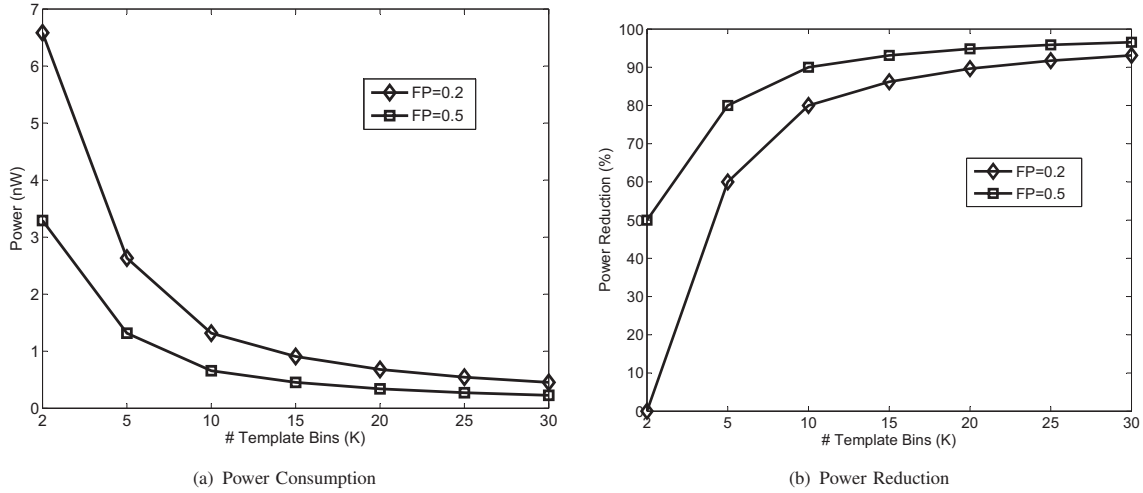 7
6
5
4
3
2
1
0
Power (nW)
FP=0.2
FP=0.5
2 5 10 15 20 25 30
# Template Bins (K)
(a) Power Consumption
100
90
80
70
60
50
40
30
20
10
0
Power Reduction (%)
FP=0.2
FP=0.5
2 5 10 15 20 25 30
# Template Bins (K)
(b) Power Reduction